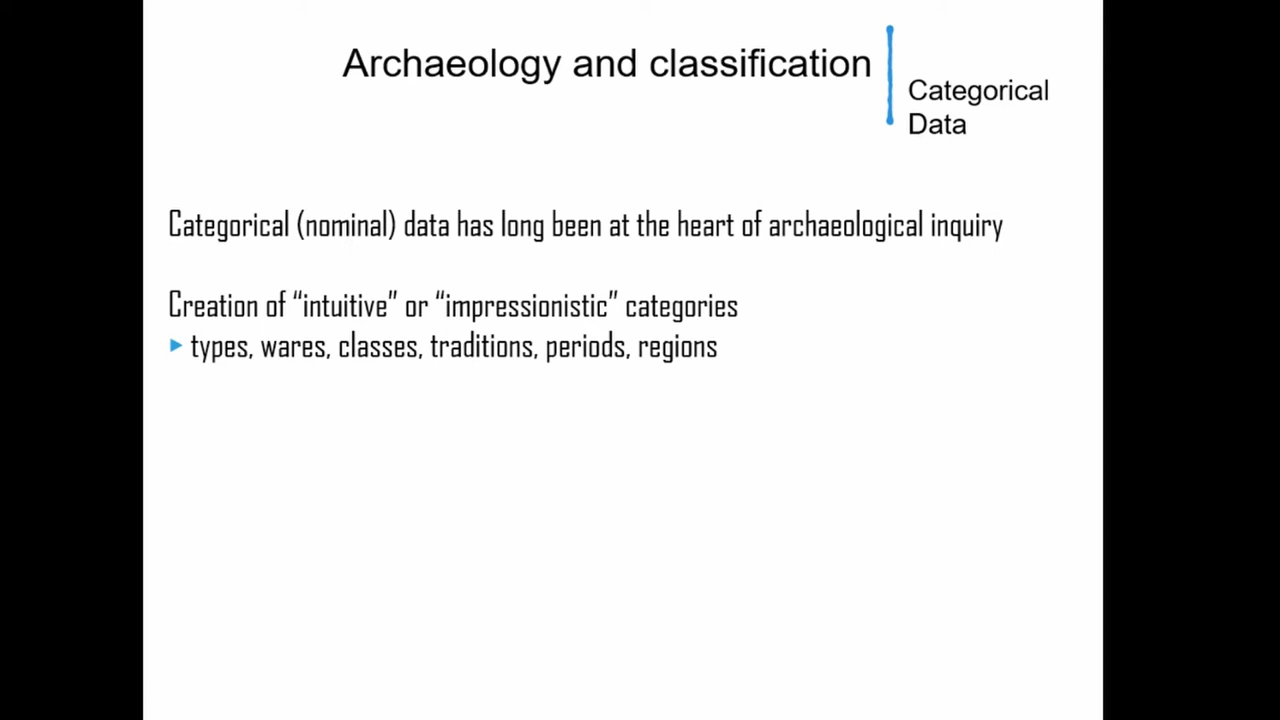 Archaeology and classification
Categorical
Data
Categorical (nominal) data has long been at the heart of archaeological inquiry
Creation of “intuitive” or “impressionistic” categories
types, wares, classes, traditions, periods, regions